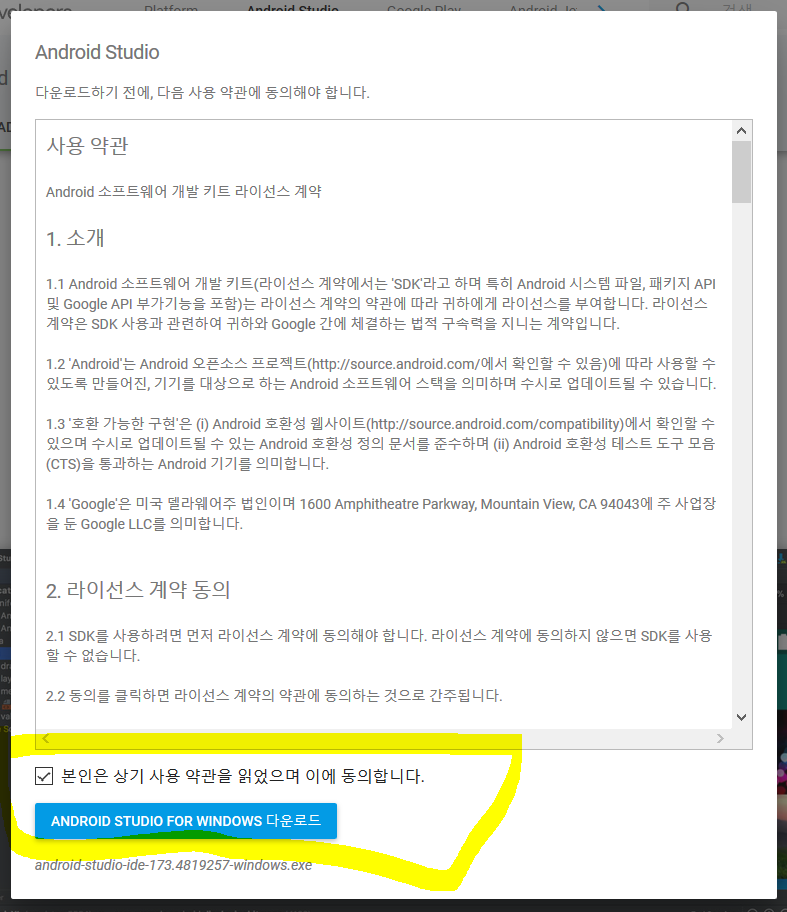 Platform Android Studio Google Play 검색
Android Studio
다운로드하기 전에, 다음 사용 약관에 동의해야 합니다.
사용 약관
Android 소프트웨어 개발 키트 라이선스 계약
1. 소개
1.1 Android 소프트웨어 개발 키트(라이선스 계약에서는 'SDK'라고 하며 특히 Android 시스템 파일, 패키지 API
및 Google API 부가기능을 포함)는 라이선스 계약의 약관에 따라 귀하에게 라이선스를 부여합니다. 라이선스
계약은 SDK 사용과 관련하여 귀하와 Google 간에 체결하는 법적 구속력을 지니는 계약입니다.
1.2 'Android'는 Android 오픈소스 프로젝트(http://source.android.com/에서 확인할 수 있음)에 따라 사용할 수
있도록 만들어진, 기기를 대상으로 하는 Android 소프트웨어 스택을 의미하며 수시로 업데이트될 수 있습니다.
1.3 '호환 가능한 구현'은 (i) Android 호환성 웹사이트(http://source.android.com/compatibility)에서 확인할 수
있으며 수시로 업데이트될 수 있는 Android 호환성 정의 문서를 준수하며 (ii) Android 호환성 테스트 도구 모음
(CTS)을 통과하는 Android 기기를 의미합니다.
1.4 'Google'은 미국 델라웨어주 법인이며 1600 Amphitheatre Parkway, Mountain View, CA 94043에 주 사업장
을 둔 Google LLC를 의미합니다.
2. 라이선스 계약 동의
2.1 SDK를 사용하려면 먼저 라이선스 계약에 동의해야 합니다. 라이선스 계약에 동의하지 않으면 SDK를 사용
할 수 없습니다.
2.2 동의를 클릭하면 라이선스 계약의 약관에 동의하는 것으로 간주됩니다.
본인은 상기 사용 약관을 읽었으며 이에 동의합니다.
ANDROID STUDIO FOR WINDOWS 다운로드
android-studio-ide-173.4819257-windows.exe